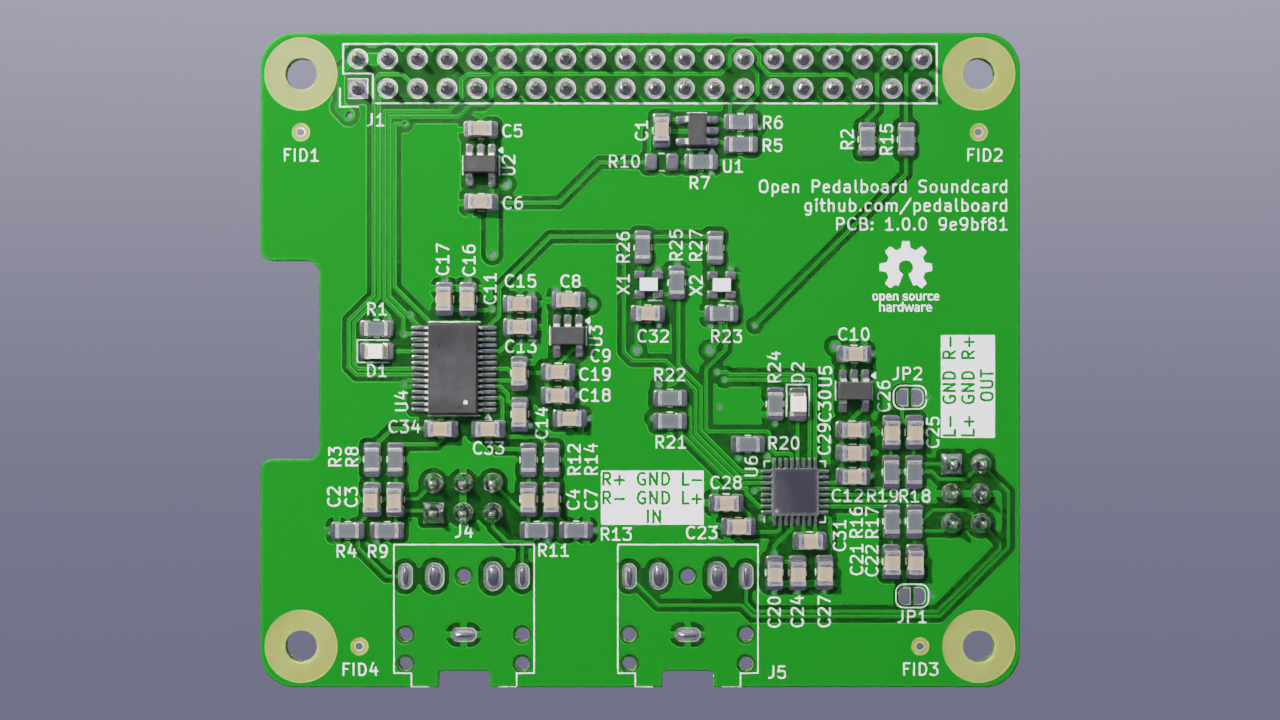 J1
FID1
FID2
C5
U2
C6
C1
R6
R5
R10
R7
U1
R2
R15
Open Pedalboard Soundcard
github.com/pedalboard
PCB: 1.0.0 9e9bf81
open source
hardware
R26
R25
R27
X1
X2
C32
R23
C17
C16
C11
C15
C8
R1
D1
U4
C13
U3
C9
C19
C18
C14
C34
C33
R22
R21
R24
D2
U5
C10
C30
C29
C26
C25
JP2
L- GND R-
L+ GND R+
OUT
R20
U6
R3
R8
R12
R14
C2
C3
C4
C7
R4
R9
J4
R11
R13
R+ GND L-
R- GND L+
IN
C28
C23
C12
R19
R18
R16
R17
C31
C21
C22
C20
C24
C27
JP1
FID4
J5
FID3